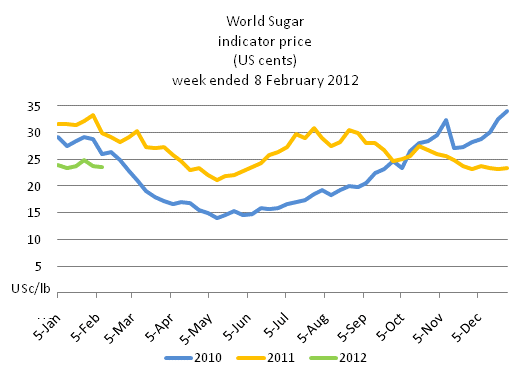 World Sugar
indicator price
(US cents)
week ended 8 February 2012
35
30
25
20
15
10
5
USc/lb
5-Jan
5-Feb
5-Mar
5-Apr
5-May
5-Jun
5-Jul
5-Aug
5-Sep
5-Oct
5-Nov
5-Dec
2010
2011
2012